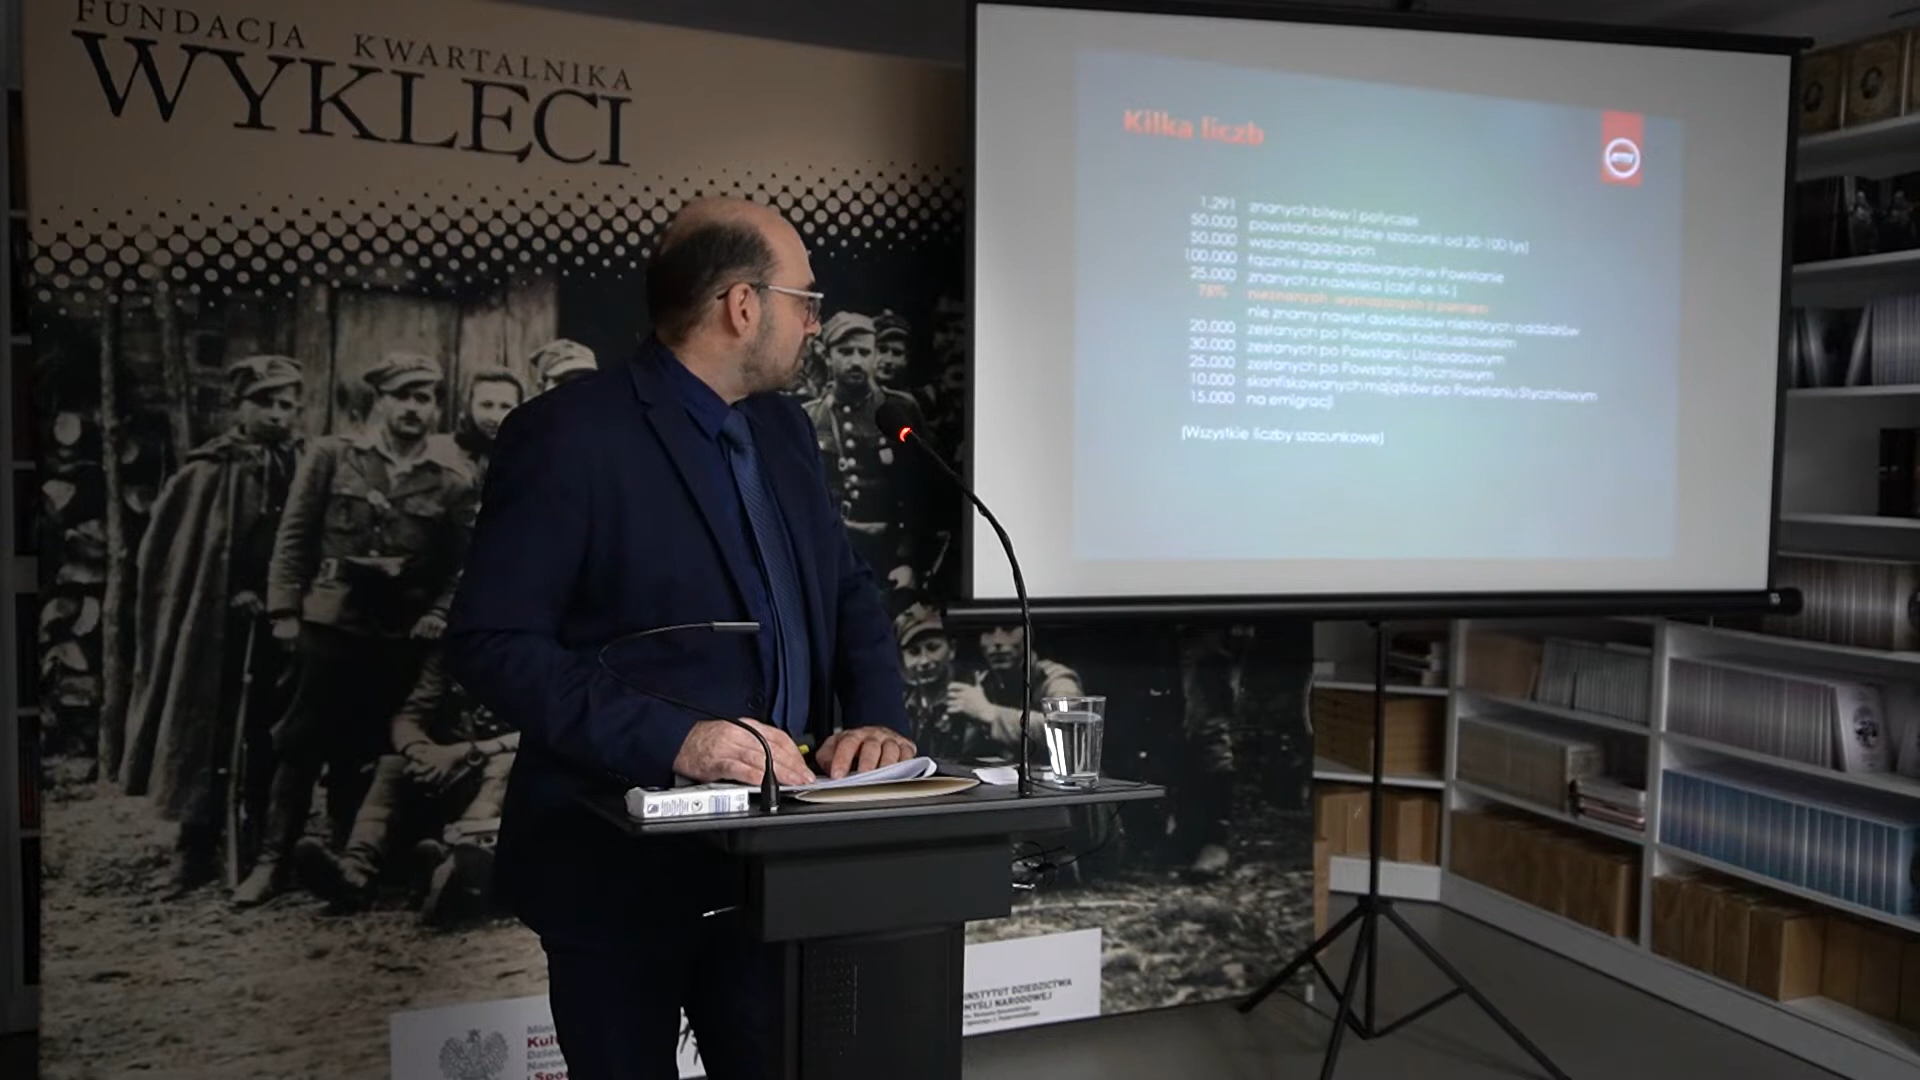 FUNDACJA KWARTALNIKA
WYKLĘCI
Kilka liczb
1.291 znanych bitew i potyczek
50.000 powstańców (różne szacunki od 20-100 tyś)
50.000 wspomagających
100.000 łącznie zaangażowanych w Powstanie
25.000 znanych z nazwiska (czyli ok ¼ )
75% nieznanych wymazanych z pamięci
nie znamy nawet dowódców niektórych oddziałów
20.000 zesłanych po Powstaniu Kościuszkowskim
30.000 zesłanych po Powstaniu Listopadowym
25.000 zesłanych po Powstaniu Styczniowym
10.000 skonfiskowanych majątków po Powstaniu Styczniowym
15.000 na emigracji
(Wszystkie liczby szacunkowe)
INSTYTUT DZIEDZICTWA
MYŚLI NARODOWEJ